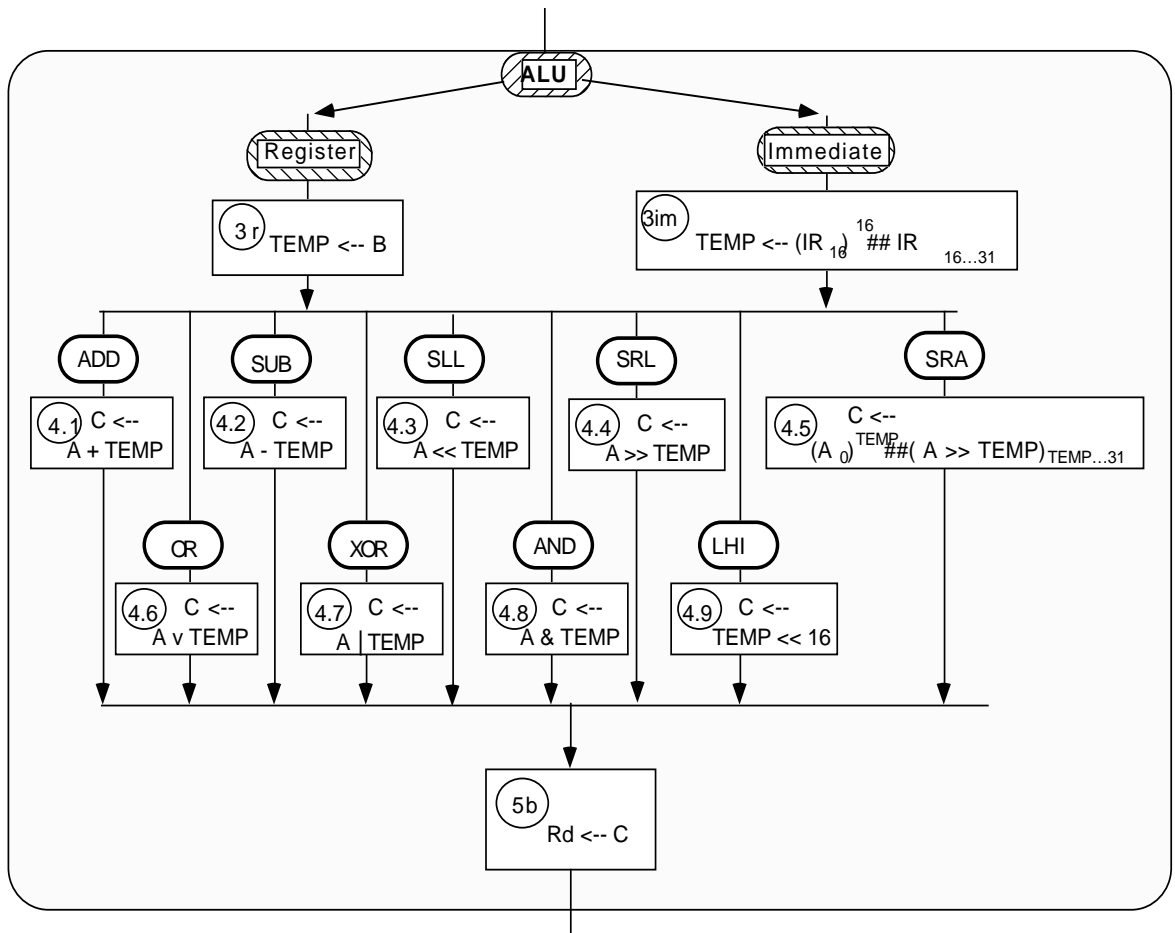 ALU
Register
Immediate
3 r
TEMP <-- B
3im
TEMP <-- (IR 16) 16 ## IR 16...31
ADD
SUB
SLL
SRL
SRA
4.1 C <--
A + TEMP
4.2 C <--
A - TEMP
4.3 C <--
A << TEMP
4.4 C <--
A >> TEMP
4.5 C <--
(A 0) TEMP ##( A >> TEMP) TEMP...31
OR
XOR
AND
LHI
4.6 C <--
A v TEMP
4.7 C <--
A | TEMP
4.8 C <--
A & TEMP
4.9 C <--
TEMP << 16
5b
Rd <-- C